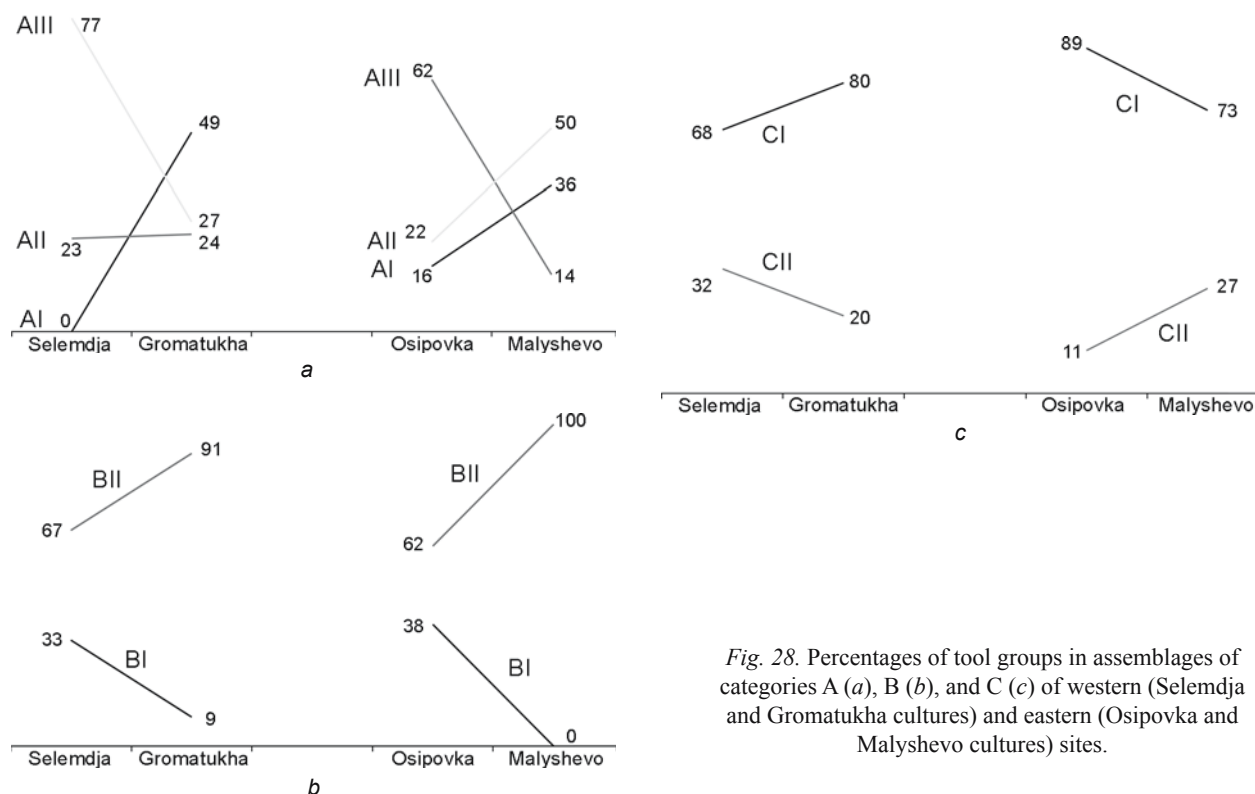 AIII 77
49
27
AII 23
24
AI 0
AIII 62
50
36
AII 22
AI 16
14
Selemdja Gromatukha Osipovka Malyshevo
a
89
80
CI
68
CI
73
CII
32
20
27
CII
11
Selemdja Gromatukha Osipovka Malyshevo
c
100
91
BII
BII
67
62
38
33
BI
BI
9
0
Selemdja Gromatukha Osipovka Malyshevo
b
Fig. 28. Percentages of tool groups in assemblages of
categories A (a), B (b), and C (c) of western (Selemdja
and Gromatukha cultures) and eastern (Osipovka and
Malyshevo cultures) sites.